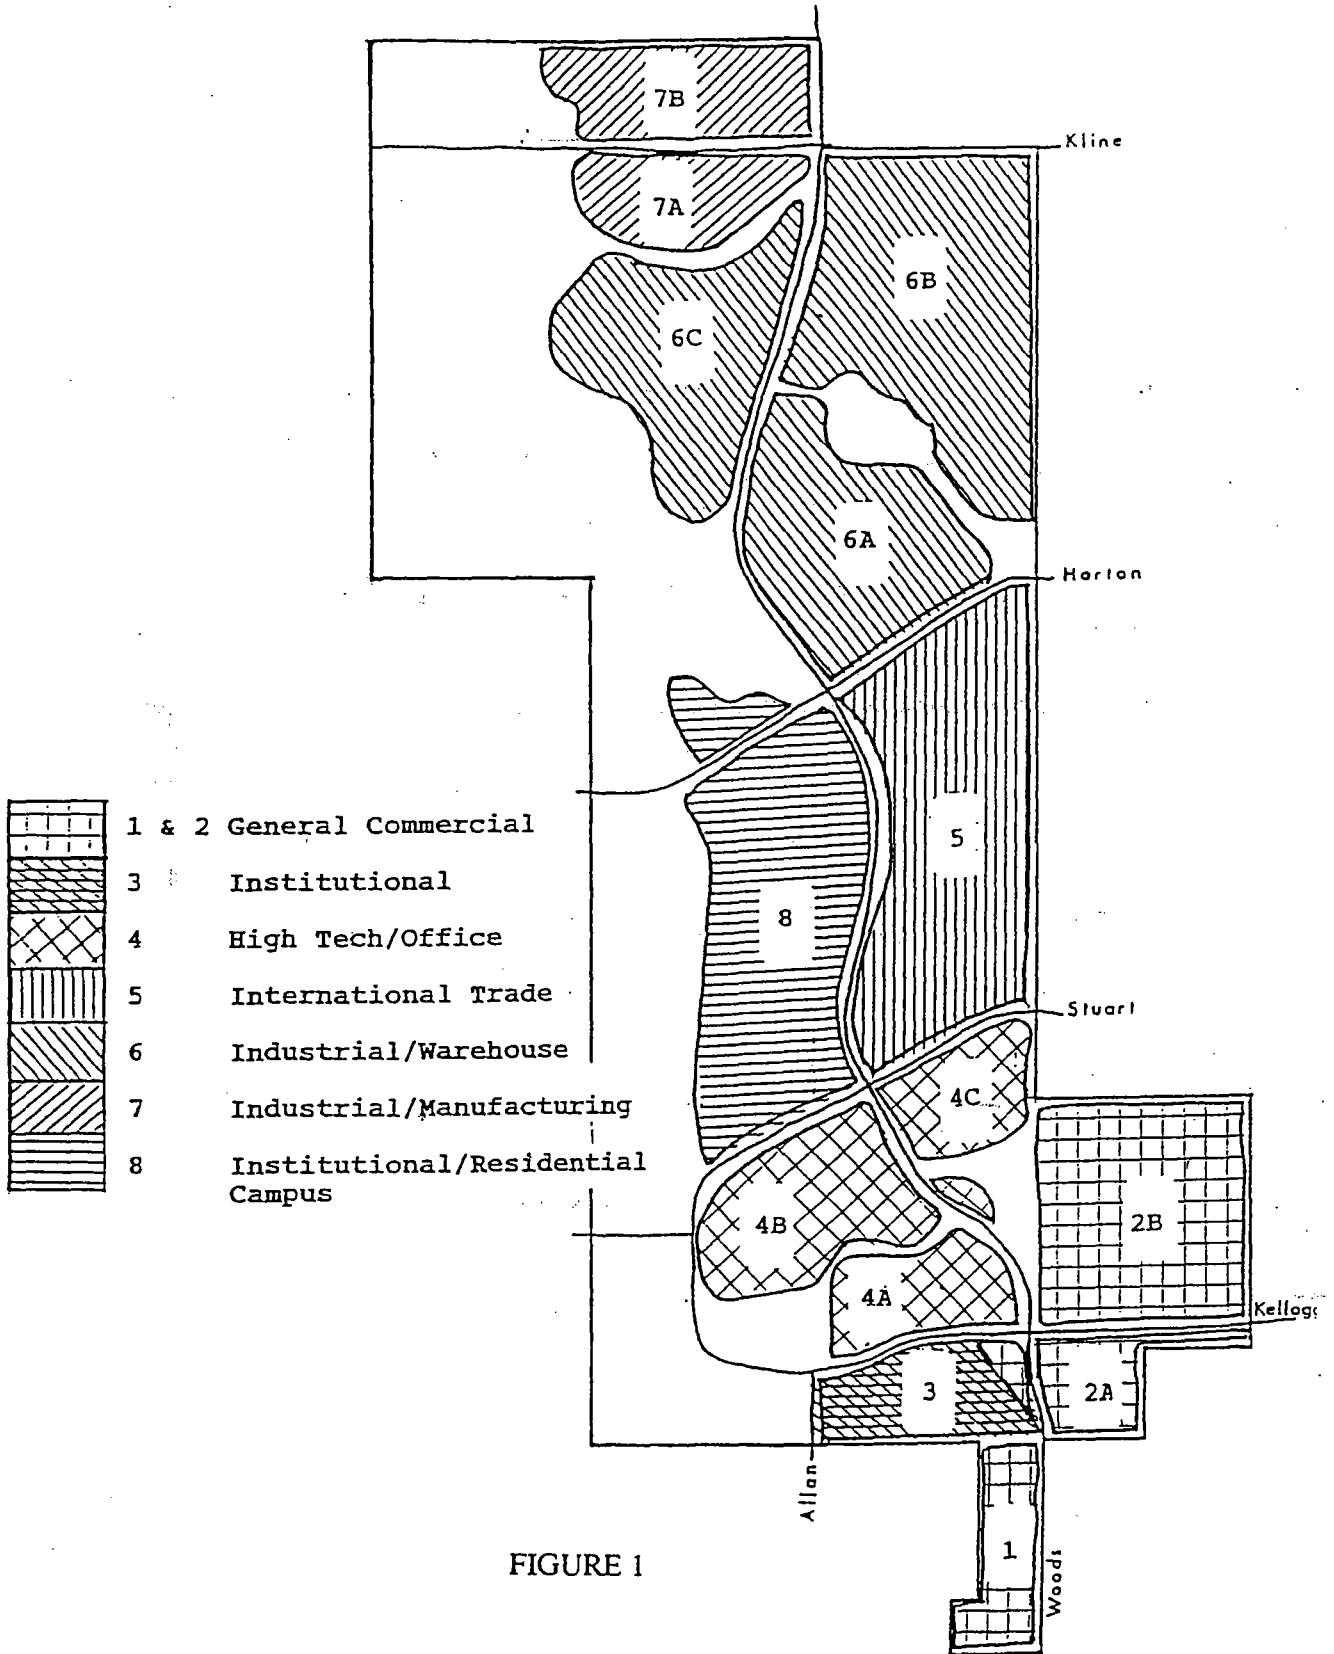 7B
Kline
7A
6B
6C
6A
Horton
5
8
1 & 2 General Commercial
3 Institutional
4 High Tech/Office
5 International Trade
6 Industrial/Warehouse
7 Industrial/Manufacturing
8 Institutional/Residential
Campus
Stuart
4C
4B
2B
4A
Kellogg
3
2A
Allan
1
Woods
FIGURE 1